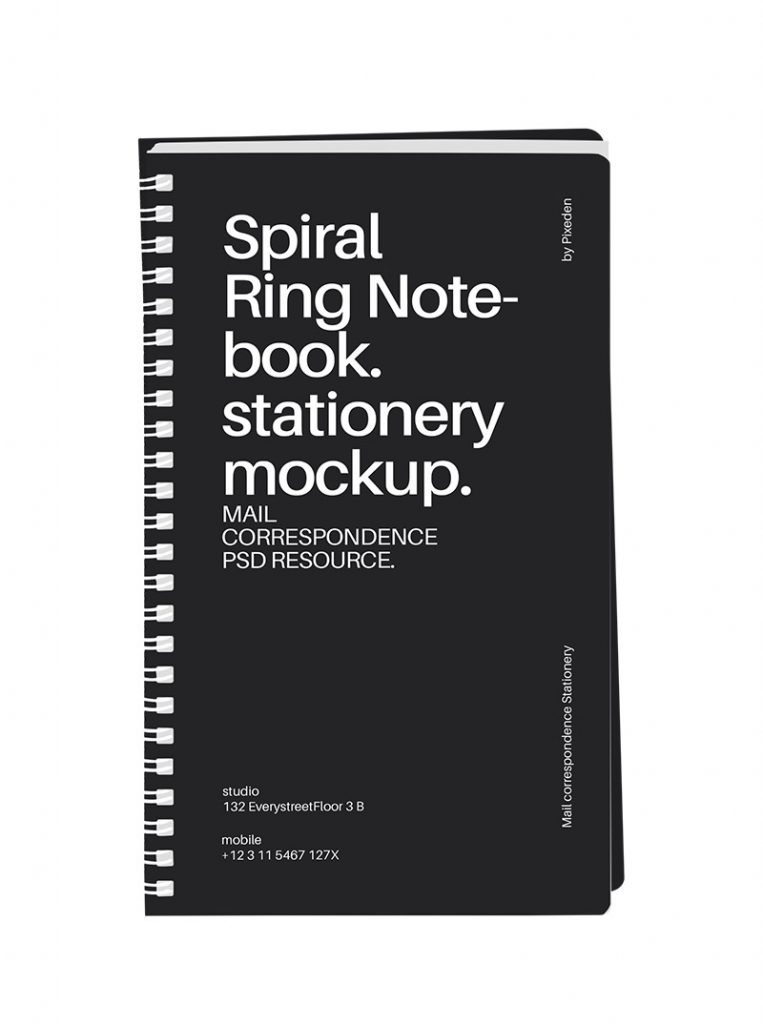 Spiral
Ring Note-
book.
stationery
mockup.
MAIL
CORRESPONDENCE
PSD RESOURCE.
by Pixeden
Mail correspondence Stationery
studio
132 EverystreetFloor 3 B
mobile
+12 3 11 5467 127X